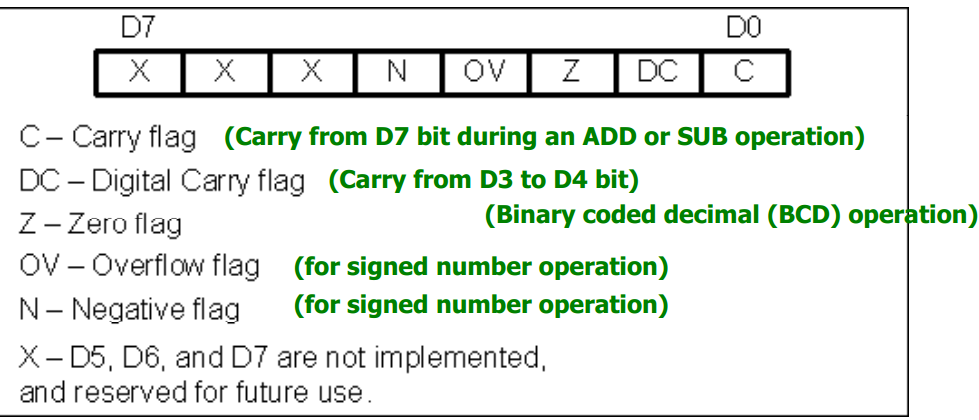 D7 D0
X X X N OV Z DC C
C – Carry flag (Carry from D7 bit during an ADD or SUB operation)
DC – Digital Carry flag (Carry from D3 to D4 bit)
(Binary coded decimal (BCD) operation)
Z – Zero flag
OV – Overflow flag (for signed number operation)
N – Negative flag (for signed number operation)
X – D5, D6, and D7 are not implemented,
and reserved for future use.